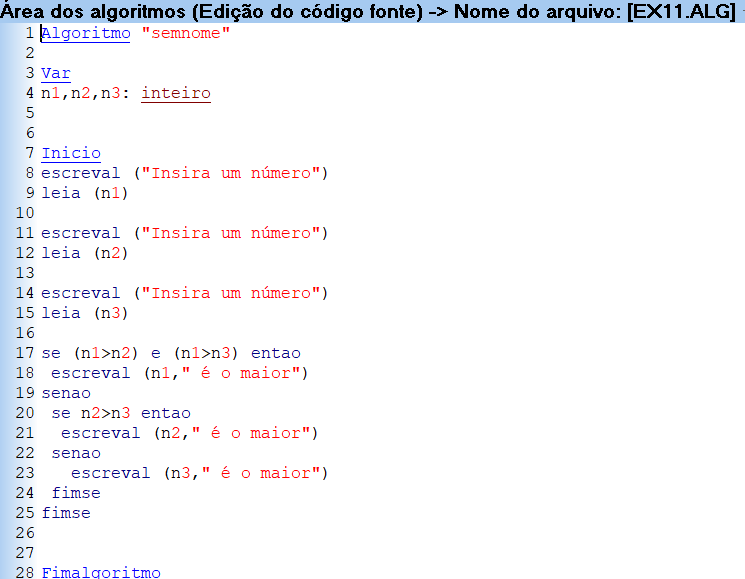 Área dos algoritmos (Edição do código fonte) -> Nome do arquivo: [EX11.ALG]
1 Algoritmo "semnome"
2
3 Var
4 n1,n2,n3: inteiro
5
6
7 Inicio
8 escreval ("Insira um número")
9 leia (n1)
10
11 escreval ("Insira um número")
12 leia (n2)
13
14 escreval ("Insira um número")
15 leia (n3)
16
17 se (n1>n2) e (n1>n3) entao
18  escreval (n1," é o maior")
19 senao
20  se n2>n3 entao
21   escreval (n2," é o maior")
22  senao
23    escreval (n3," é o maior")
24  fimse
25 fimse
26
27
28 Fimalgoritmo